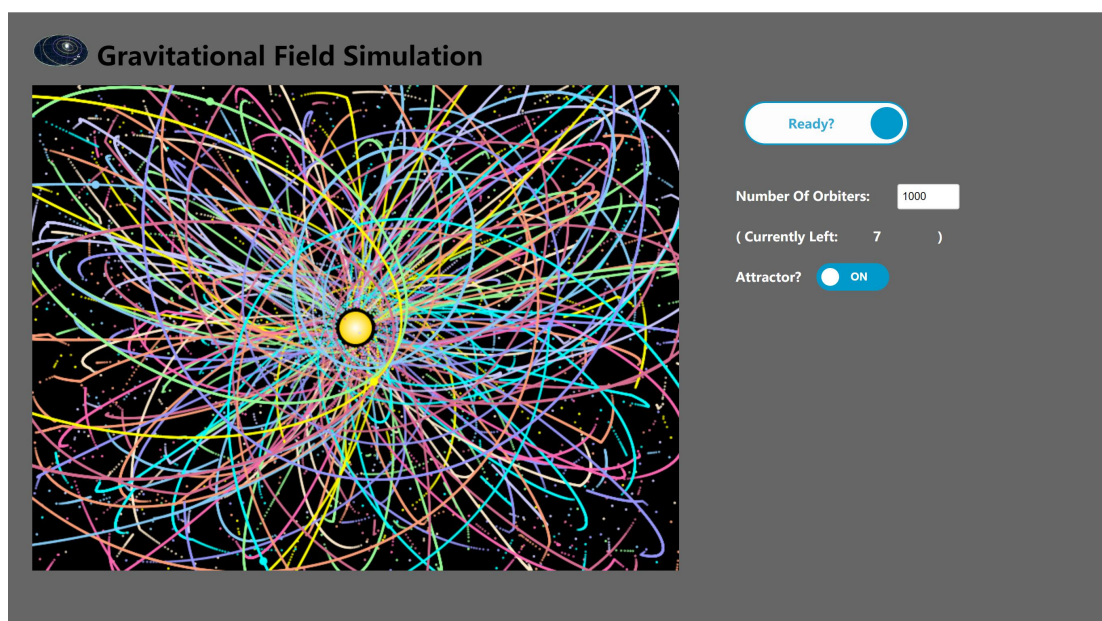 Gravitational Field Simulation
Ready?
Number Of Orbiters: 1000
( Currently Left: 7 )
Attractor? ON